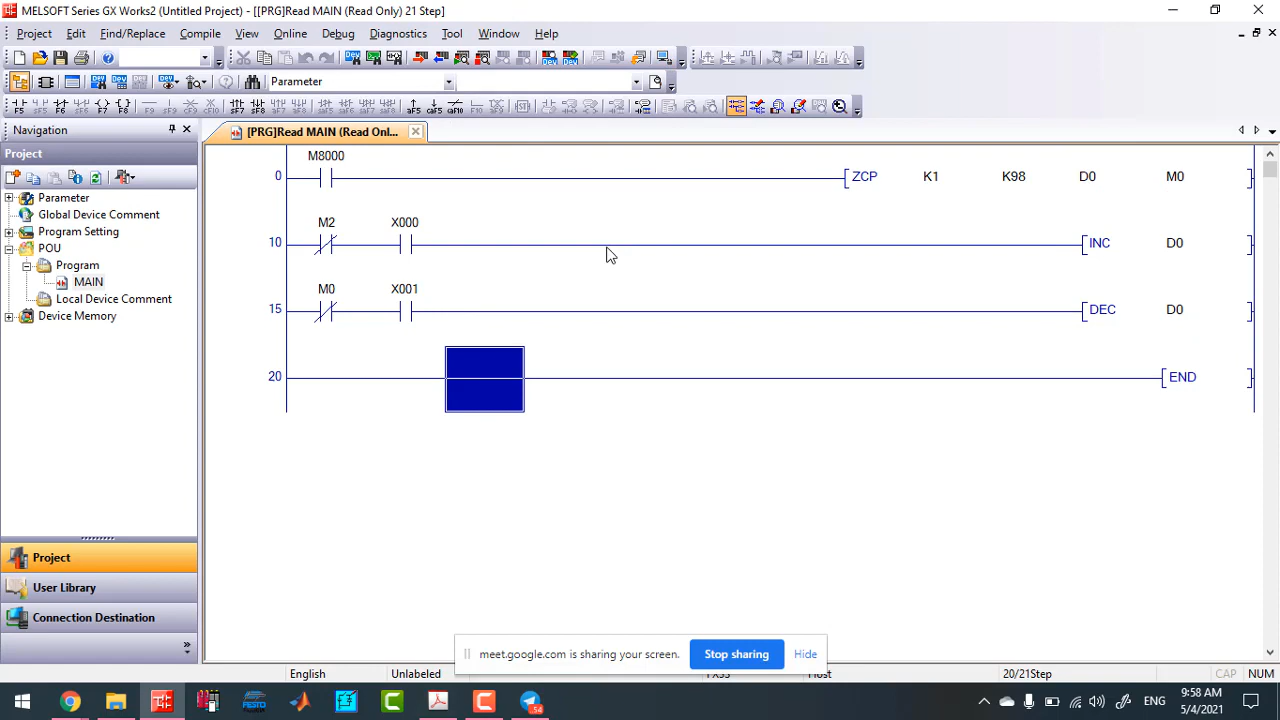 MELSOFT Series GX Works2 (Untitled Project) - [[PRG]Read MAIN (Read Only) 21 Step]
Project Edit Find/Replace Compile View Online Debug Diagnostics Tool Window Help
Parameter
Navigation
[PRG]Read MAIN (Read Onl...
Project
Parameter
Global Device Comment
Program Setting
POU
Program
MAIN
Local Device Comment
Device Memory
M8000
0 ZCP K1 K98 D0 M0
M2 X000
10 INC D0
M0 X001
15 DEC D0
20 END
Project
User Library
Connection Destination
meet.google.com is sharing your screen. Stop sharing Hide
English Unlabeled Host 20/21Step CAP NUM
54
ENG
9:58 AM
5/4/2021